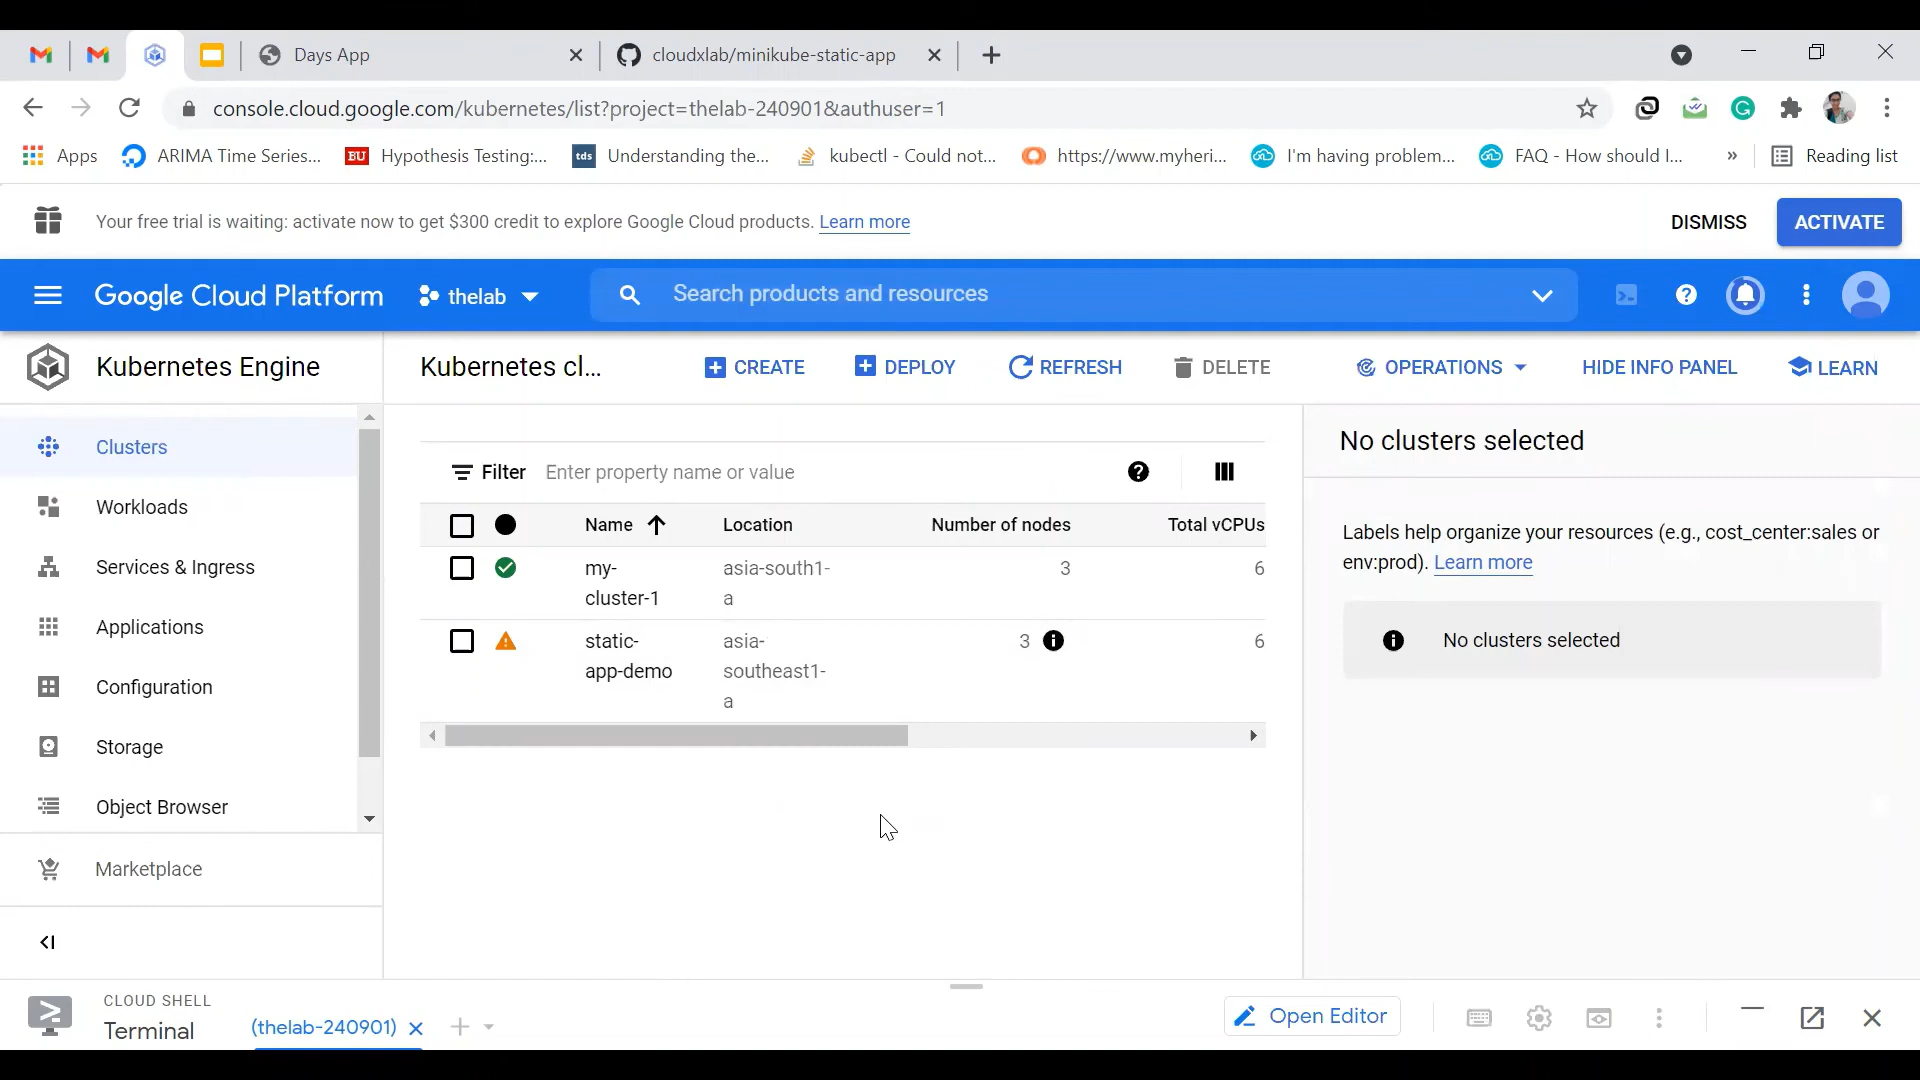 Days App
cloudxlab/minikube-static-app
console.cloud.google.com/kubernetes/list?project=thelab-240901&authuser=1
Apps
ARIMA Time Series...
BU
Hypothesis Testing:...
tds
Understanding the...
kubectl - Could not...
https://www.myheri...
I'm having problem...
FAQ - How should I...
»
Reading list
Your free trial is waiting: activate now to get $300 credit to explore Google Cloud products. Learn more
DISMISS
ACTIVATE
Google Cloud Platform
thelab
Search products and resources
Kubernetes Engine
Kubernetes cl...
CREATE
DEPLOY
REFRESH
DELETE
OPERATIONS
HIDE INFO PANEL
LEARN
Clusters
Workloads
Services & Ingress
Applications
Configuration
Storage
Object Browser
Marketplace
Filter
Enter property name or value
Name
Location
Number of nodes
Total vCPUs
my-
cluster-1
asia-south1-
a
3
6
static-
app-demo
asia-
southeast1-
a
3
6
No clusters selected
Labels help organize your resources (e.g., cost_center:sales or
env:prod). Learn more
No clusters selected
CLOUD SHELL
Terminal
(thelab-240901)
Open Editor